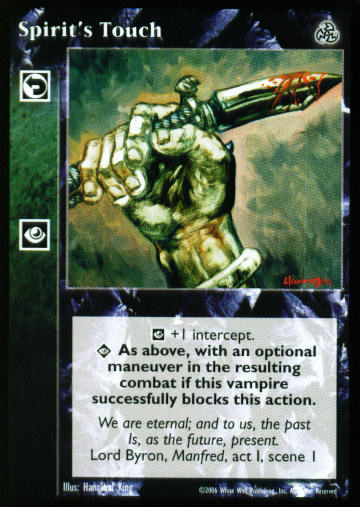 Spirit's Touch
Hannibal
+1 intercept.
As above, with an optional
maneuver in the resulting
combat if this vampire
successfully blocks this action.
We are eternal; and to us, the past
Is, as the future, present.
Lord Byron, Manfred, act I, scene I
Illus: Hannibal King
©2006 White Wolf Publishing, Inc. All Rights Reserved